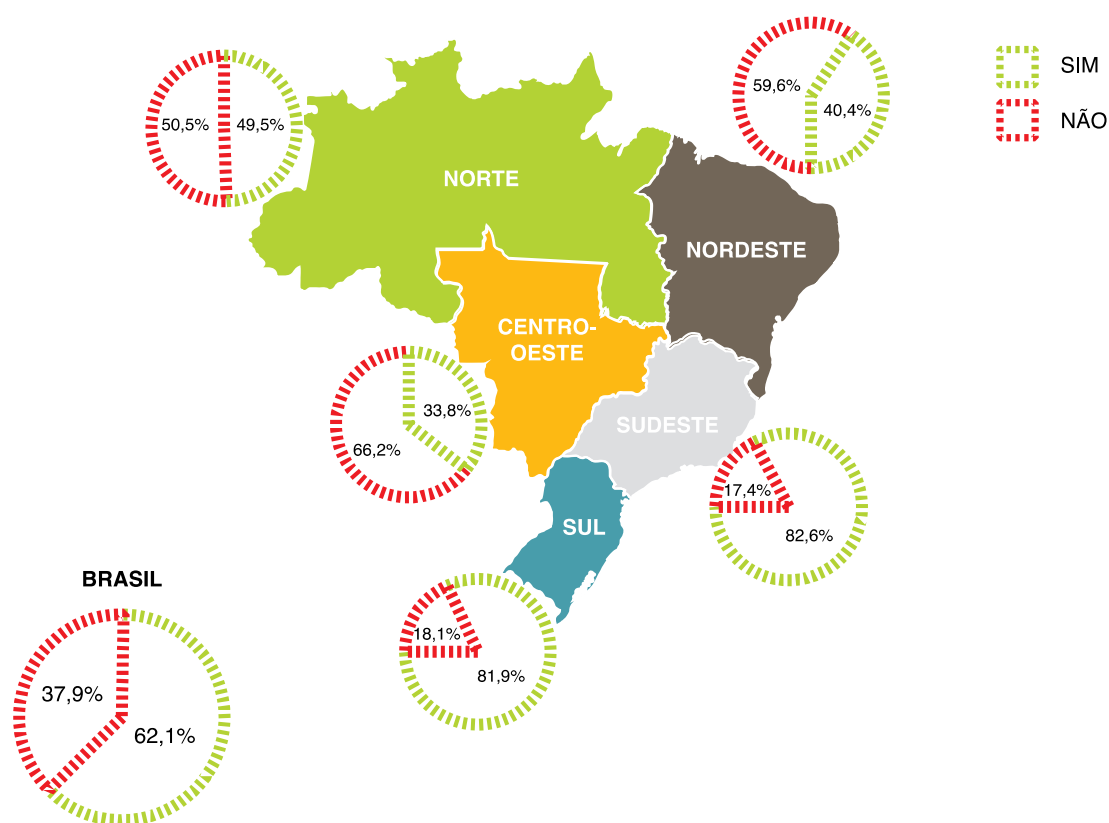 SIM
NÃO
50,5%
49,5%
59,6%
40,4%
NORTE
NORDESTE
CENTRO-
OESTE
33,8%
66,2%
SUDESTE
17,4%
82,6%
SUL
18,1%
81,9%
BRASIL
37,9%
62,1%